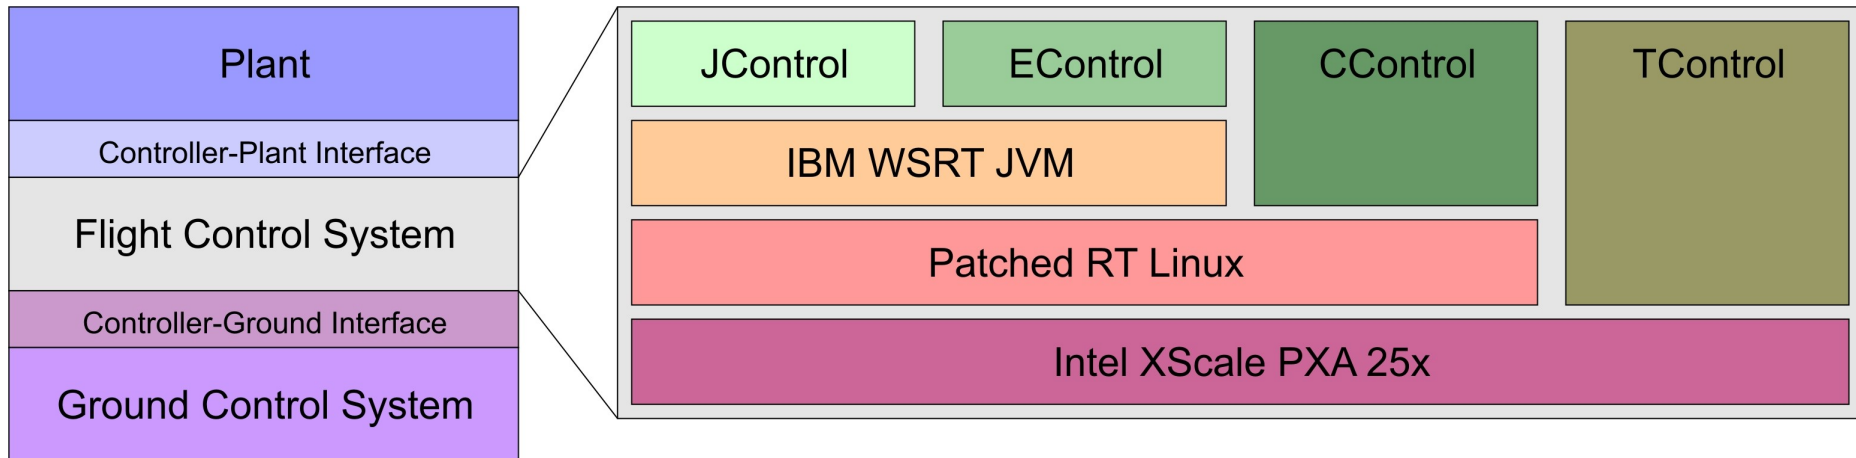 Plant
Controller-Plant Interface
Flight Control System
Controller-Ground Interface
Ground Control System
JControl
EControl
CControl
TControl
IBM WSRT JVM
Patched RT Linux
Intel XScale PXA 25x